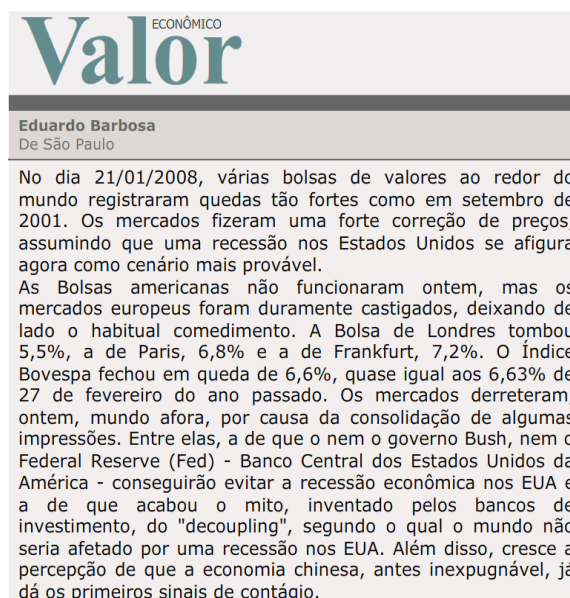 ECONÔMICO
Valor
Eduardo Barbosa
De São Paulo
No dia 21/01/2008, várias bolsas de valores ao redor do
mundo registraram quedas tão fortes como em setembro de
2001. Os mercados fizeram uma forte correção de preços,
assumindo que uma recessão nos Estados Unidos se afigura
agora como cenário mais provável.
As Bolsas americanas não funcionaram ontem, mas os
mercados europeus foram duramente castigados, deixando de
lado o habitual comedimento. A Bolsa de Londres tombou
5,5%, a de Paris, 6,8% e a de Frankfurt, 7,2%. O Índice
Bovespa fechou em queda de 6,6%, quase igual aos 6,63% de
27 de fevereiro do ano passado. Os mercados derreteram,
ontem, mundo afora, por causa da consolidação de algumas
impressões. Entre elas, a de que o nem o governo Bush, nem o
Federal Reserve (Fed) - Banco Central dos Estados Unidos da
América - conseguirão evitar a recessão econômica nos EUA e
a de que acabou o mito, inventado pelos bancos de
investimento, do "decoupling", segundo o qual o mundo não
seria afetado por uma recessão nos EUA. Além disso, cresce a
percepção de que a economia chinesa, antes inexpugnável, já
dá os primeiros sinais de contágio.